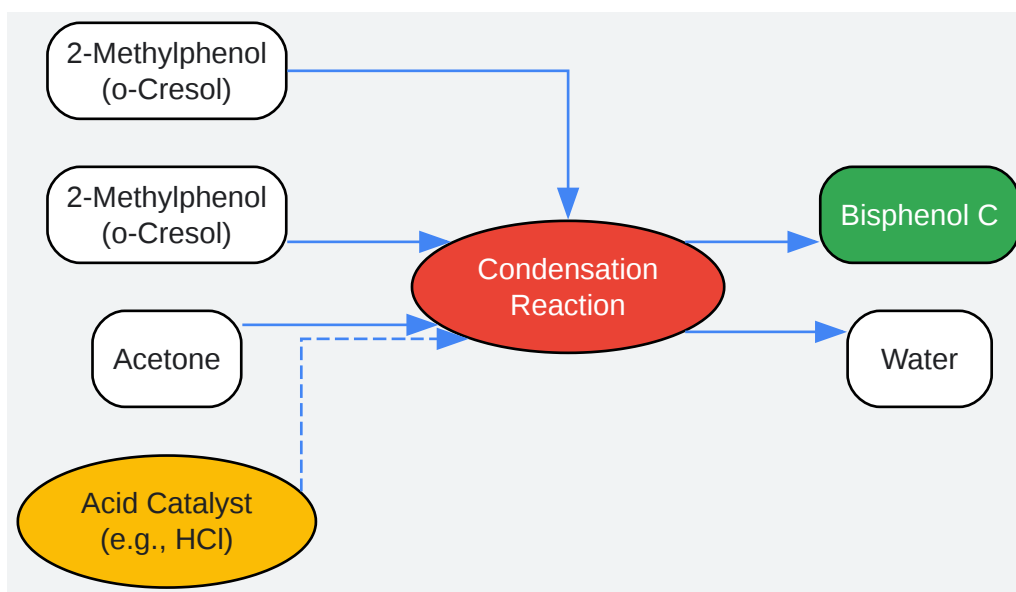 2-Methylphenol
(o-Cresol)
2-Methylphenol
(o-Cresol)
Bisphenol C
Condensation
Reaction
Acetone
Water
Acid Catalyst
(e.g., HCl)